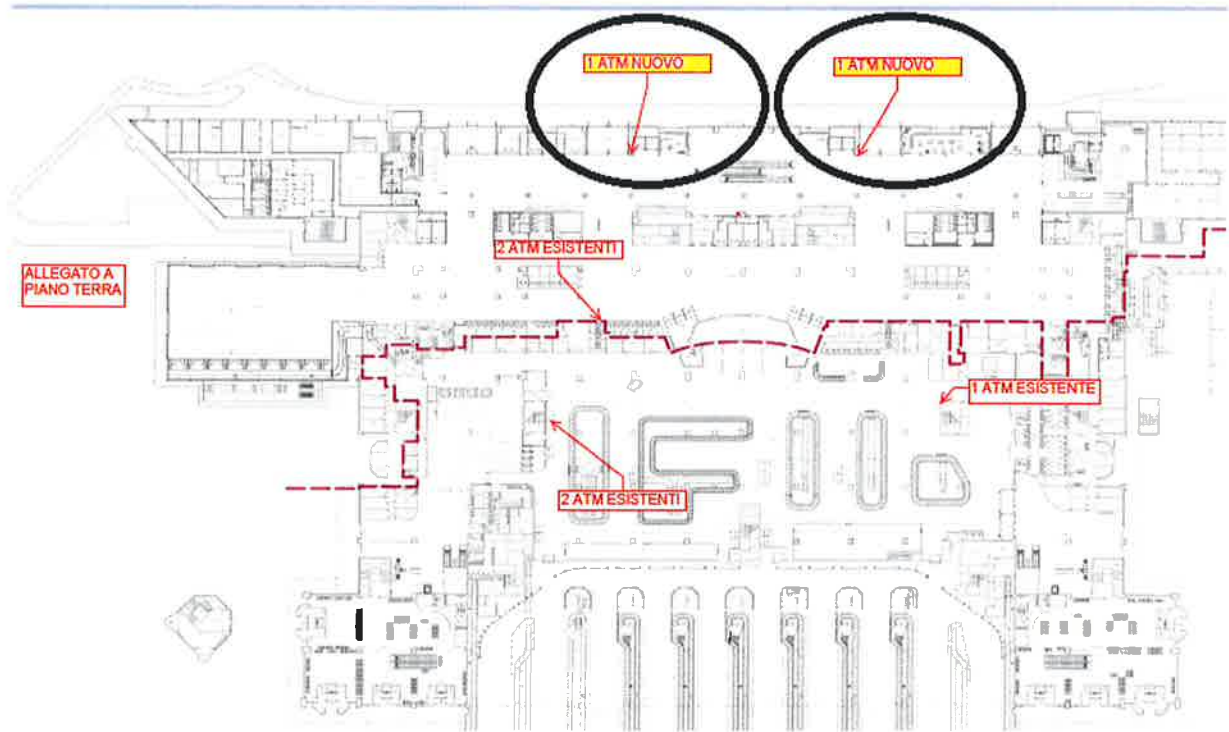 1 ATM NUOVO
1 ATM NUOVO
2 ATM ESISTENTI
ALLEGATO A
PIANO TERRA
1 ATM ESISTENTE
2 ATM ESISTENTI